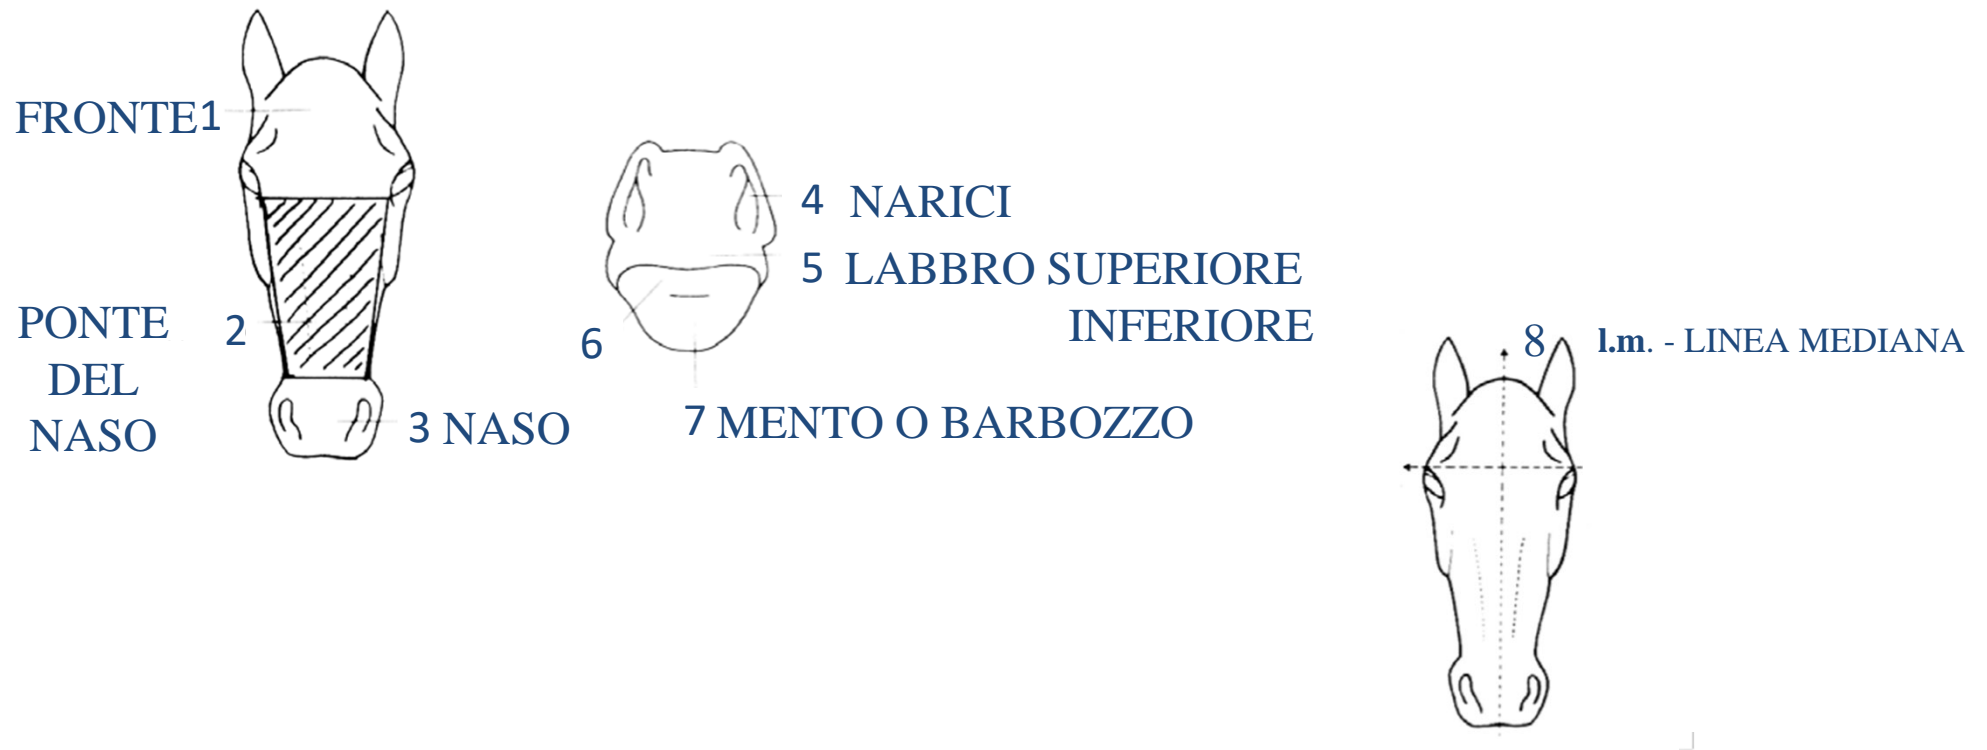 FRONTE1
PONTE 2
DEL
NASO
3 NASO
4 NARICI
5 LABBRO SUPERIORE
INFERIORE
6
7 MENTO O BARBOZZO
8 l.m. - LINEA MEDIANA